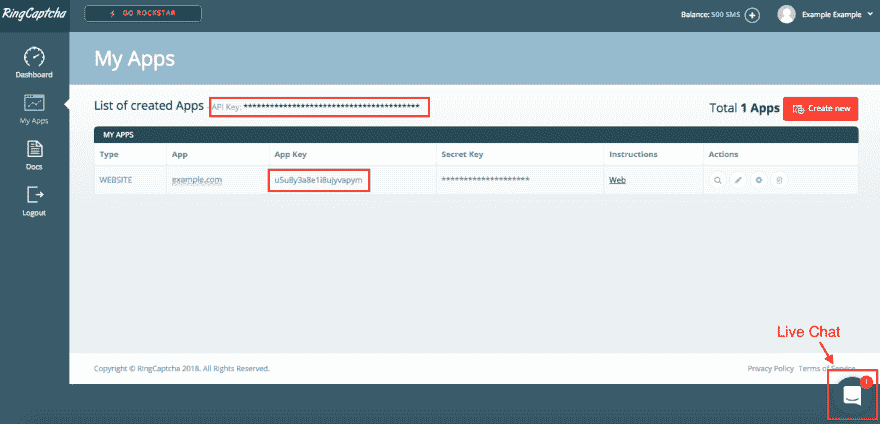 RingCaptcha
GO ROCKSTAR
Balance: 500 SMS
Example Example
Dashboard
My Apps
Docs
Logout
My Apps
List of created Apps - API Key: ****************************************
Total 1 Apps
Create new
MY APPS
Type App App Key Secret Key Instructions Actions
WEBSITE example.com u5u8y3a8e1i8ujyvapym ******************** Web
Live Chat
Copyright © RingCaptcha 2018. All Rights Reserved.
Privacy Policy Terms of Service
1